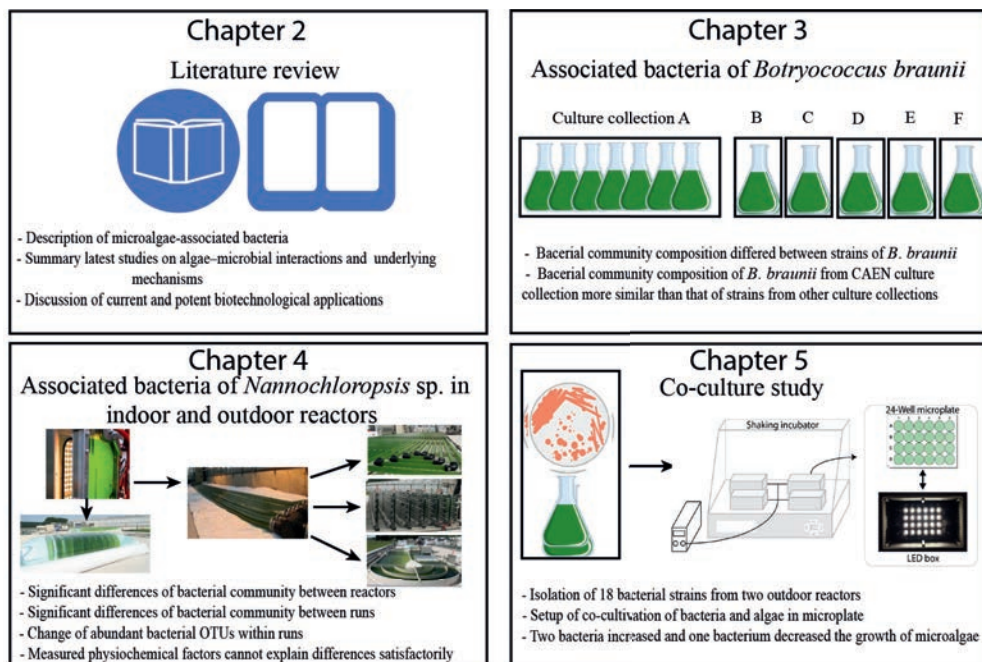 Chapter 2
Literature review
- Description of microalgae-associated bacteria
- Summary latest studies on algae–microbial interactions and underlying
mechanisms
- Discussion of current and potent biotechnological applications
Chapter 3
Associated bacteria of Botryococcus braunii
Culture collection A
B
C
D
E
F
- Bacerial community composition differed between strains of B. braunii
- Bacerial community composition of B. braunii from CAEN culture
collection more similar than that of strains from other culture collections
Chapter 4
Associated bacteria of Nannochloropsis sp. in
indoor and outdoor reactors
- Significant differences of bacterial community between reactors
- Significant differences of bacterial community between runs
- Change of abundant bacterial OTUs within runs
- Measured physiochemical factors cannot explain differences satisfactorily
Chapter 5
Co-culture study
Shaking incubator
24-Well microplate
LED box
- Isolation of 18 bacterial strains from two outdoor reactors
- Setup of co-cultivation of bacteria and algae in microplate
- Two bacteria increased and one bacterium decreased the growth of microalgae